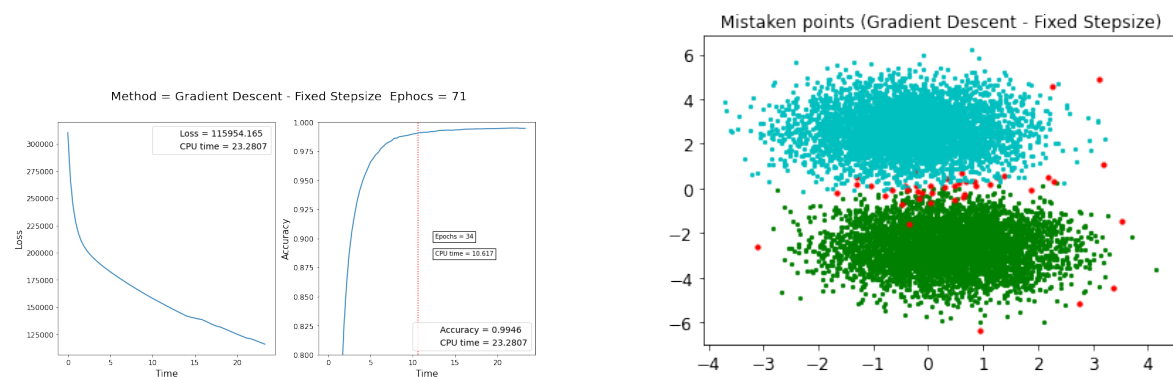 Method = Gradient Descent - Fixed Stepsize Ephocs = 71
Loss = 115954.165
CPU time = 23.2807
300000
275000
250000
225000
200000
175000
150000
125000
Loss
0 5 10 15 20
Time
1.000
0.975
0.950
0.925
0.900
0.875
0.850
0.825
0.800
Accuracy
Epochs = 34
CPU time = 10.617
Accuracy = 0.9946
CPU time = 23.2807
0 5 10 15 20
Time
Mistaken points (Gradient Descent - Fixed Stepsize)
6
4
2
0
−2
−4
−6
−4 −3 −2 −1 0 1 2 3 4